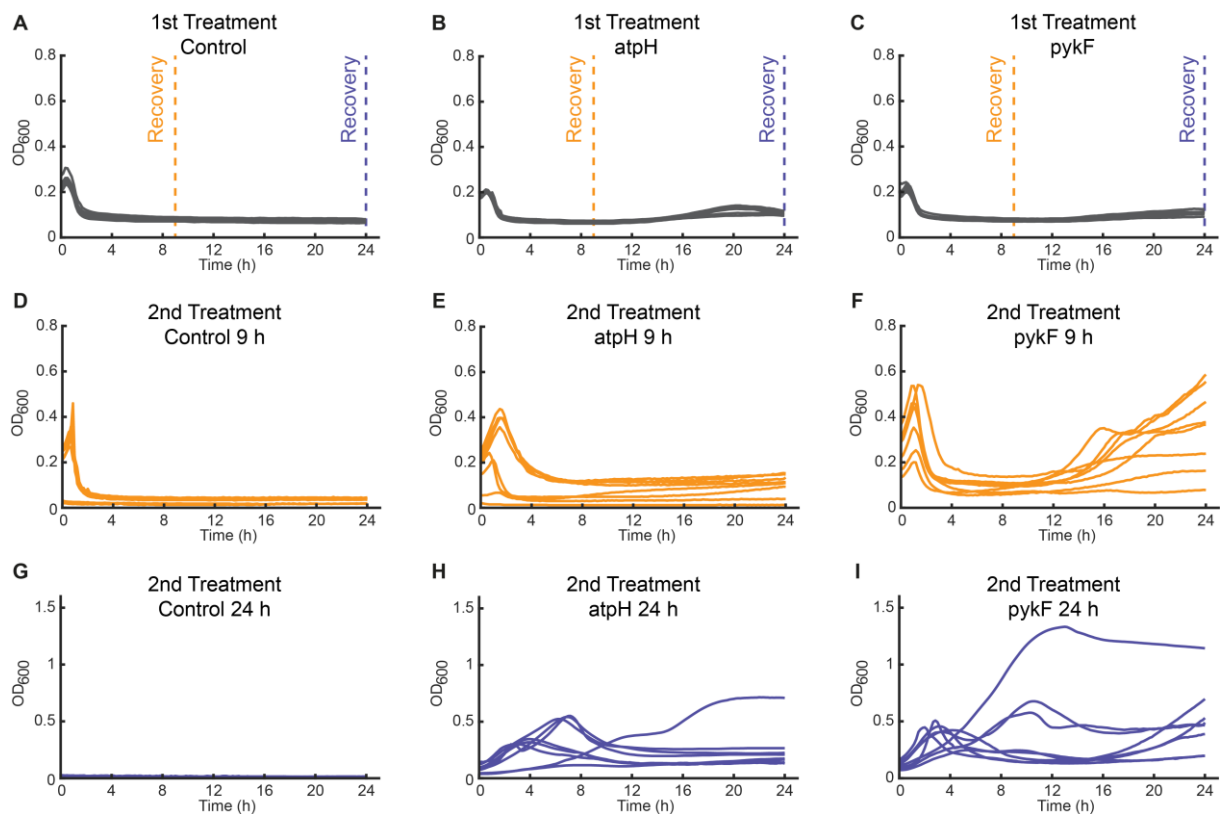 A
1st Treatment
Control
0.8
0.6
0.4
0.2
0
OD600
Recovery
Recovery
0 4 8 12 16 20 24
Time (h)
B
1st Treatment
atpH
0.8
0.6
0.4
0.2
0
OD600
Recovery
Recovery
0 4 8 12 16 20 24
Time (h)
C
1st Treatment
pykF
0.8
0.6
0.4
0.2
0
OD600
Recovery
Recovery
0 4 8 12 16 20 24
Time (h)
D
2nd Treatment
Control 9 h
0.8
0.6
0.4
0.2
0
OD600
0 4 8 12 16 20 24
Time (h)
E
2nd Treatment
atpH 9 h
0.8
0.6
0.4
0.2
0
OD600
0 4 8 12 16 20 24
Time (h)
F
2nd Treatment
pykF 9 h
0.8
0.6
0.4
0.2
0
OD600
0 4 8 12 16 20 24
Time (h)
G
2nd Treatment
Control 24 h
1.5
1
0.5
0
OD600
0 4 8 12 16 20 24
Time (h)
H
2nd Treatment
atpH 24 h
1.5
1
0.5
0
OD600
0 4 8 12 16 20 24
Time (h)
I
2nd Treatment
pykF 24 h
1.5
1
0.5
0
OD600
0 4 8 12 16 20 24
Time (h)